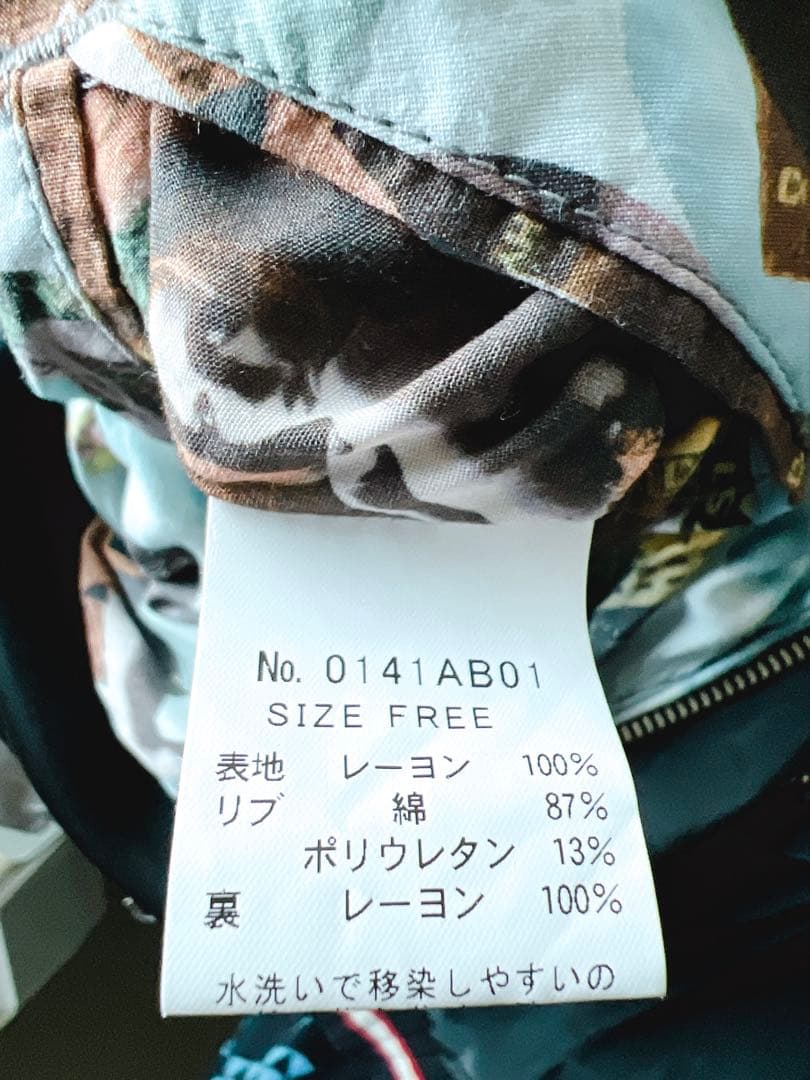 No. 0141AB01
SIZE FREE
表地 レーヨン 100%
リブ 綿 87%
ポリウレタン 13%
裏 レーヨン 100%
水洗いで移染しやすいの